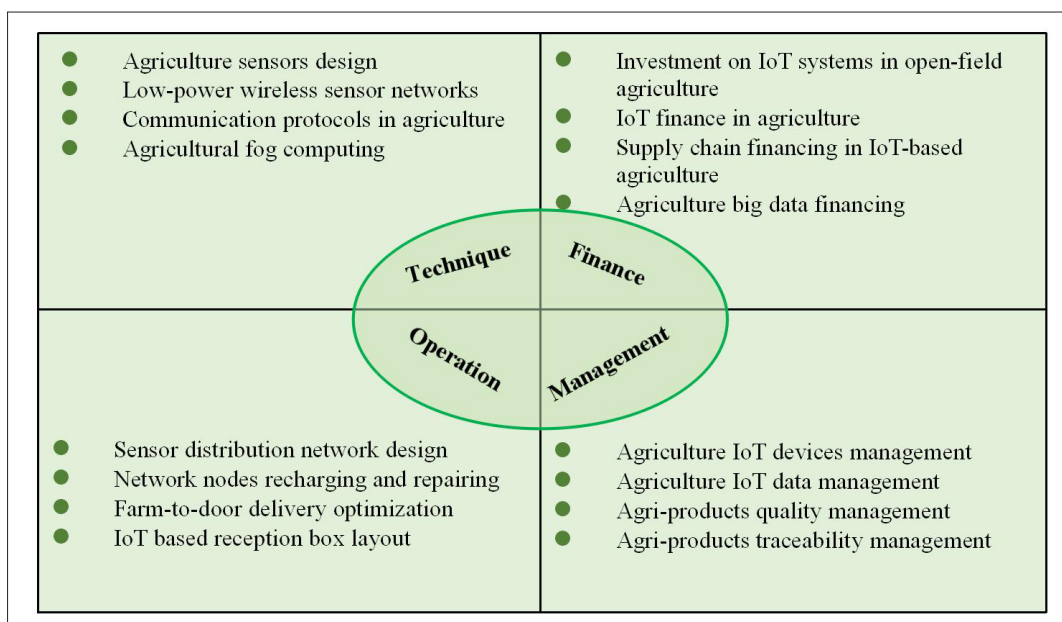 Agriculture sensors design
Low-power wireless sensor networks
Communication protocols in agriculture
Agricultural fog computing
Investment on IoT systems in open-field
agriculture
IoT finance in agriculture
Supply chain financing in IoT-based
agriculture
Agriculture big data financing
Technique
Finance
Operation
Management
Sensor distribution network design
Network nodes recharging and repairing
Farm-to-door delivery optimization
IoT based reception box layout
Agriculture IoT devices management
Agriculture IoT data management
Agri-products quality management
Agri-products traceability management